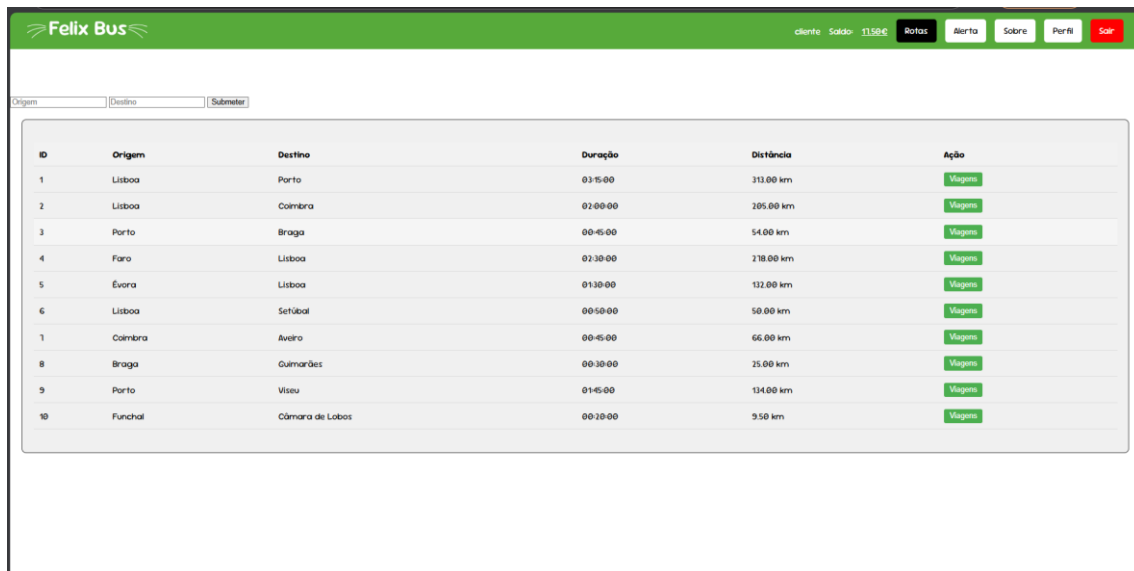 Felix Bus
cliente Saldo: 11.50€ Rotas Alerta Sobre Perfil Sair
Origem Destino Submeter
ID Origem Destino Duração Distância Ação
1 Lisboa Porto 03:15:00 313.00 km Viagens
2 Lisboa Coimbra 02:00:00 205.00 km Viagens
3 Porto Braga 00:45:00 54.00 km Viagens
4 Faro Lisboa 02:30:00 218.00 km Viagens
5 Évora Lisboa 01:30:00 132.00 km Viagens
6 Lisboa Setúbal 00:50:00 50.00 km Viagens
7 Coimbra Aveiro 00:45:00 66.00 km Viagens
8 Braga Guimarães 00:30:00 25.00 km Viagens
9 Porto Viseu 01:45:00 134.00 km Viagens
10 Funchal Câmara de Lobos 00:20:00 9.50 km Viagens